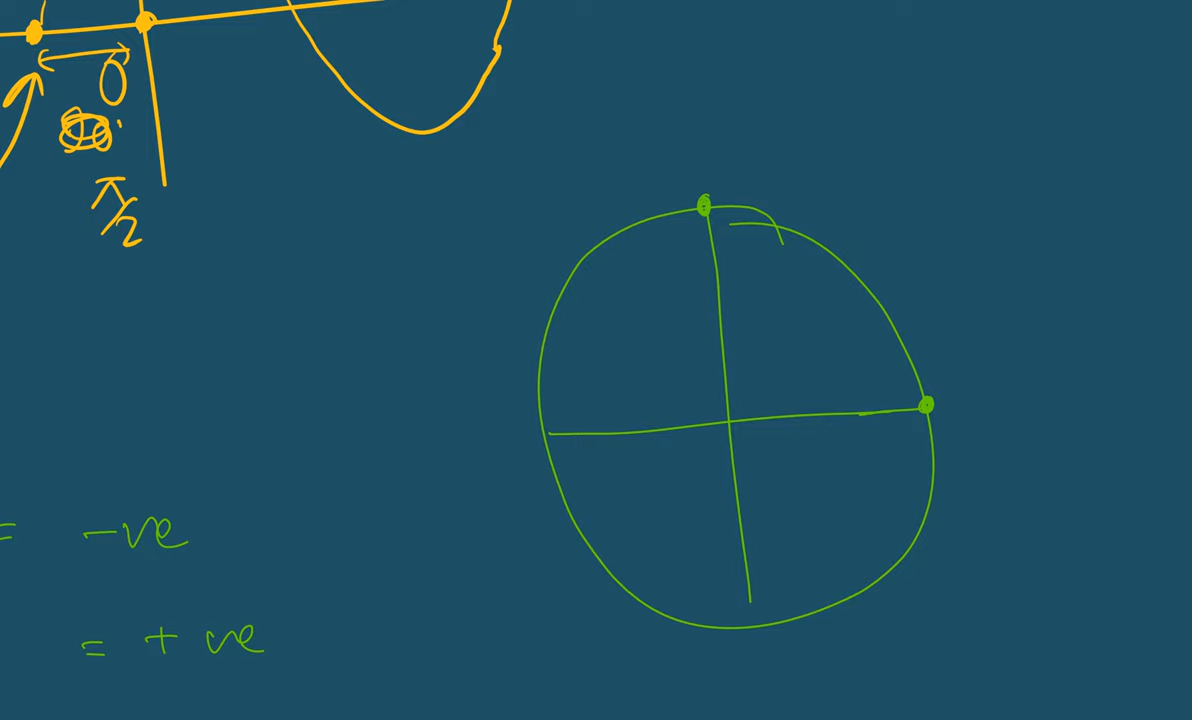 0
π/2
= -ve
= + ve